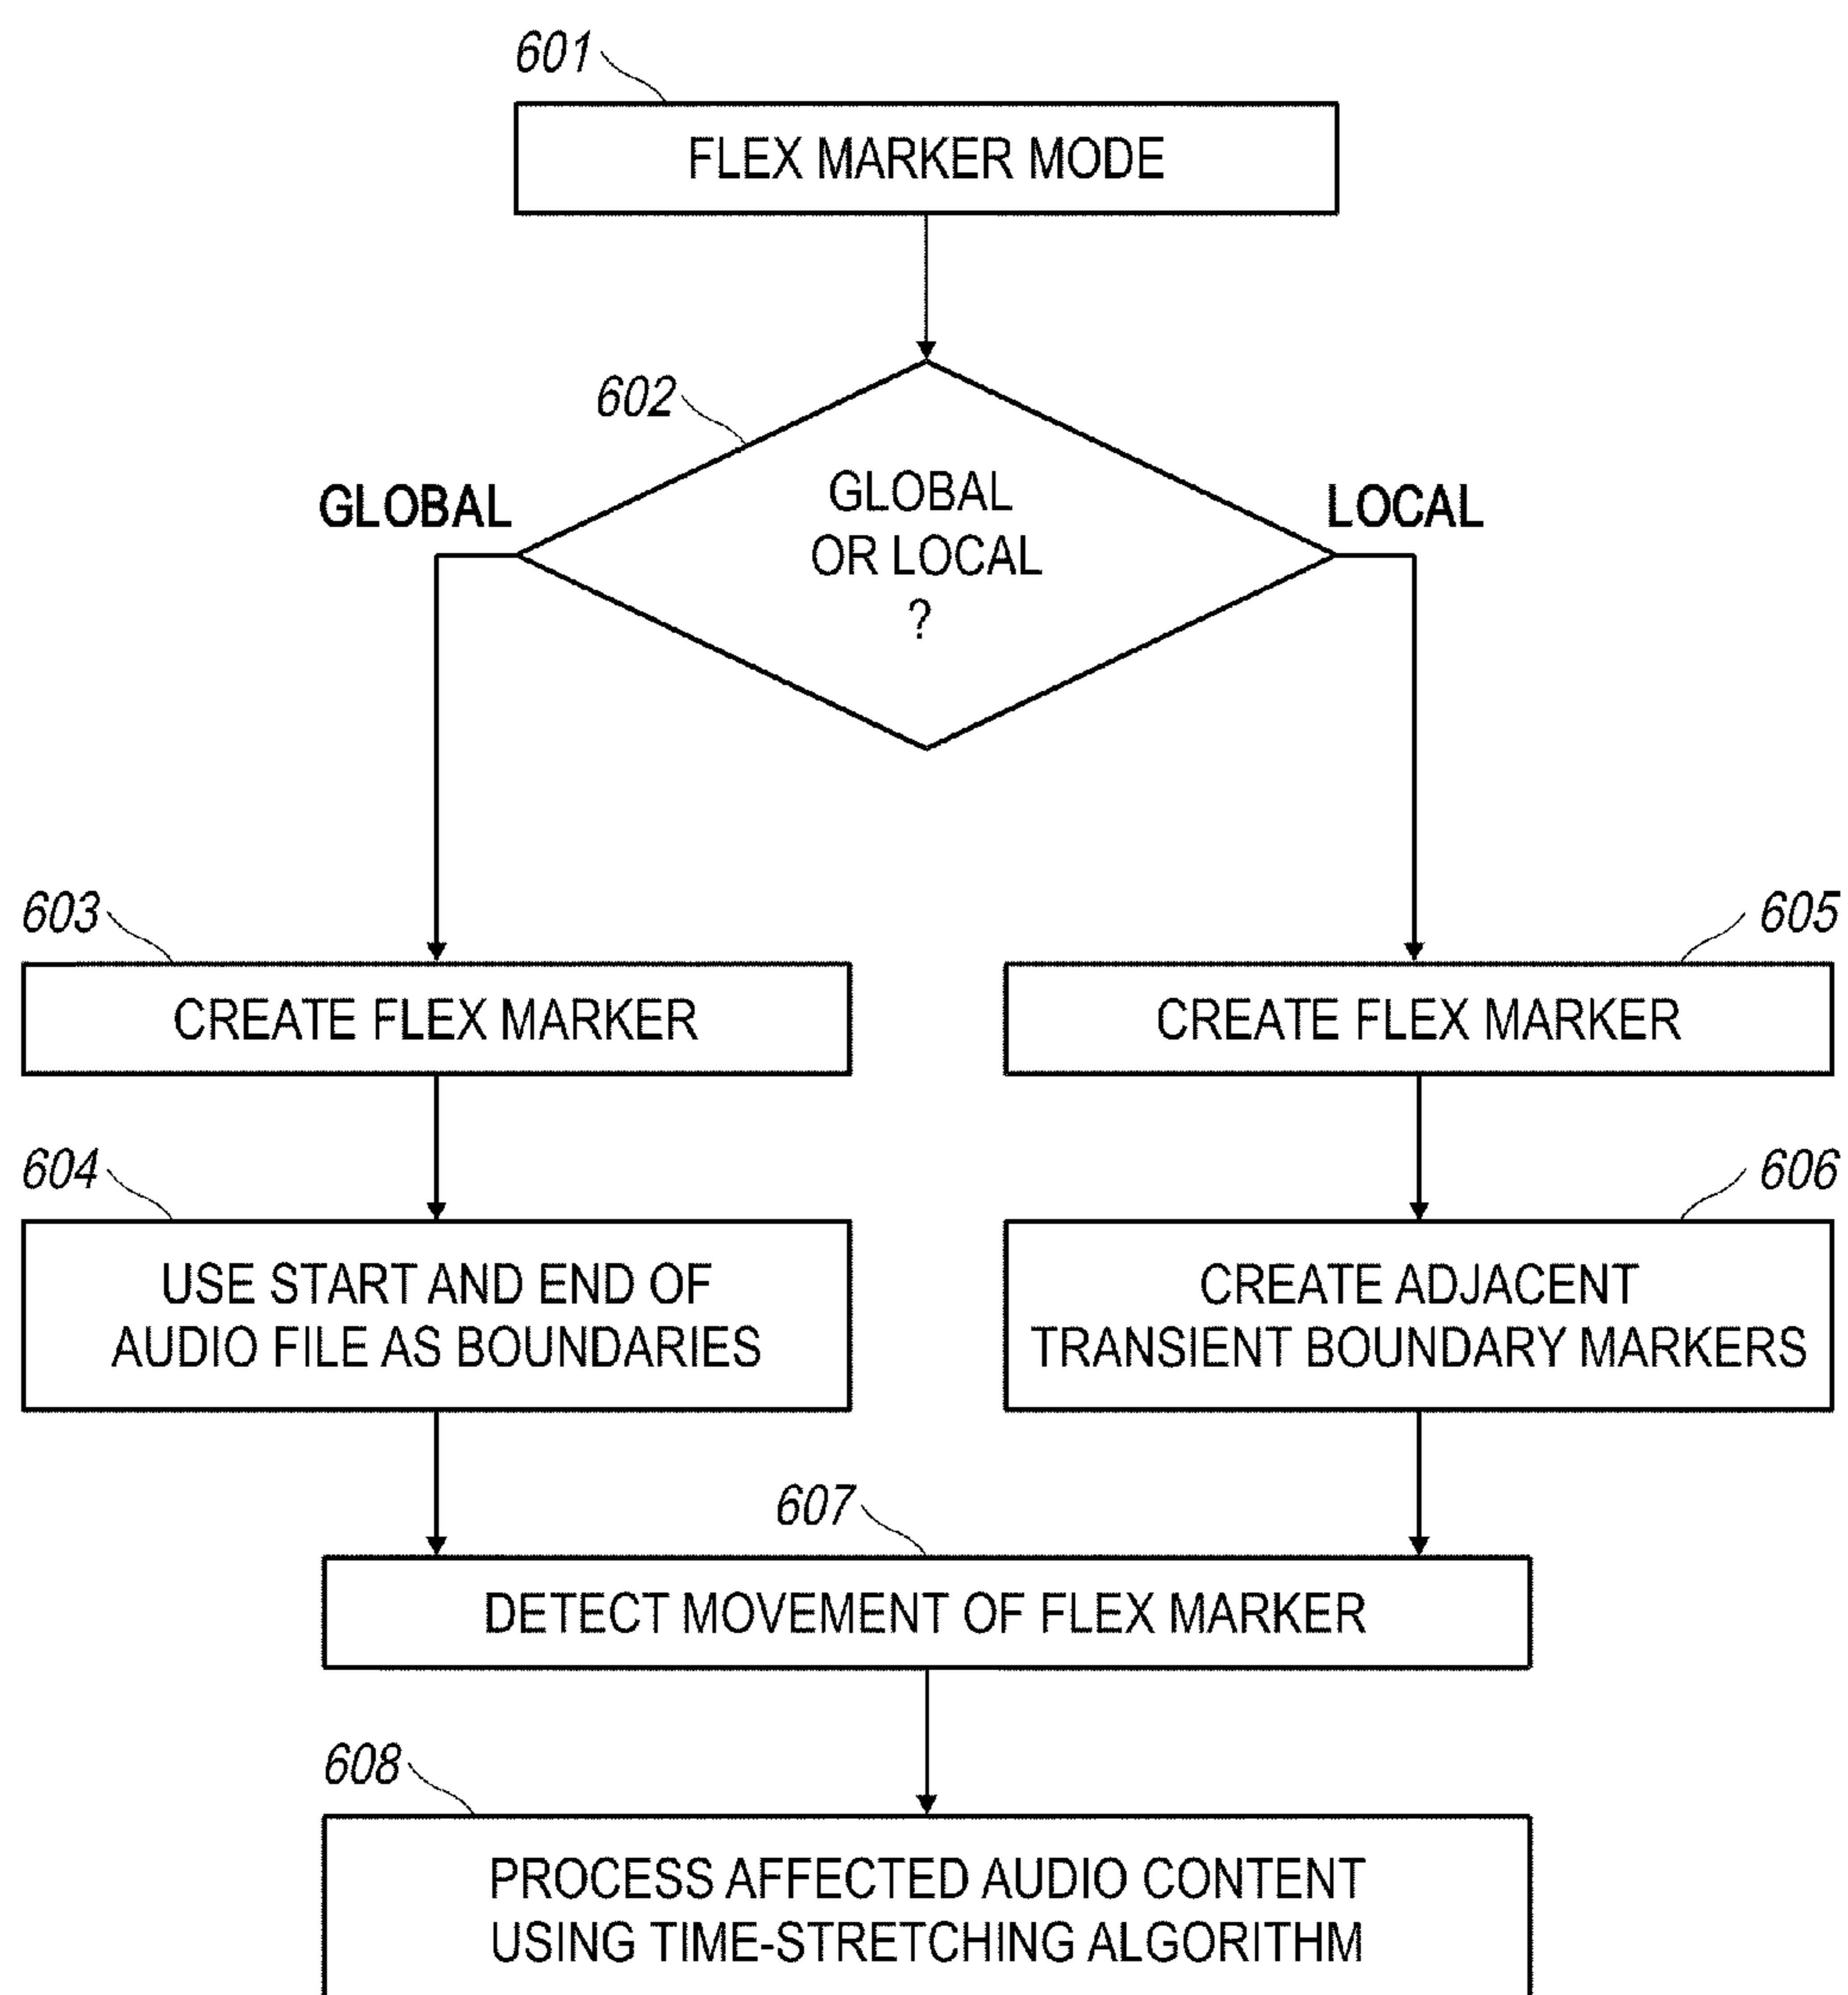 601
FLEX MARKER MODE
602
GLOBAL
LOCAL
GLOBAL
OR LOCAL
?
603
CREATE FLEX MARKER
605
CREATE FLEX MARKER
604
USE START AND END OF
AUDIO FILE AS BOUNDARIES
606
CREATE ADJACENT
TRANSIENT BOUNDARY MARKERS
607
DETECT MOVEMENT OF FLEX MARKER
608
PROCESS AFFECTED AUDIO CONTENT
USING TIME-STRETCHING ALGORITHM